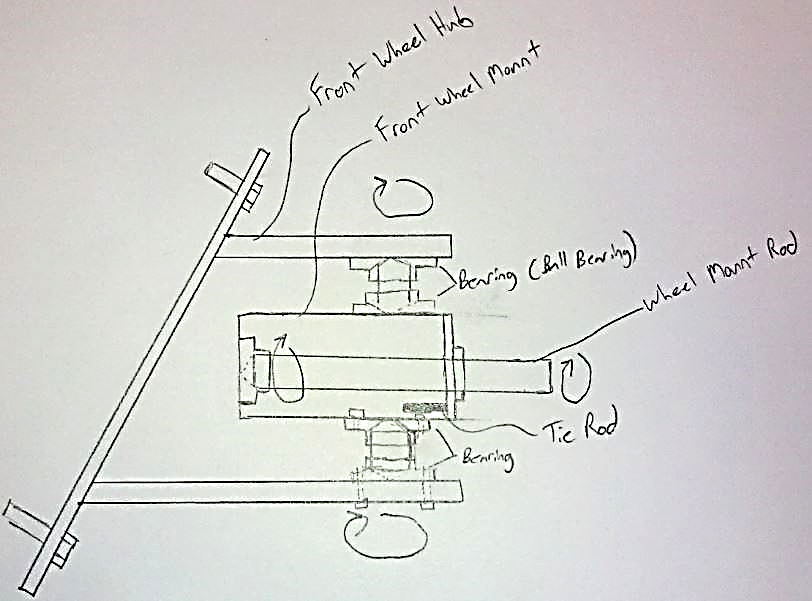 Front Wheel Hub
Front Wheel Mount
Bearing (Ball Bearing)
Wheel Mount Rod
Tie Rod
Bearing